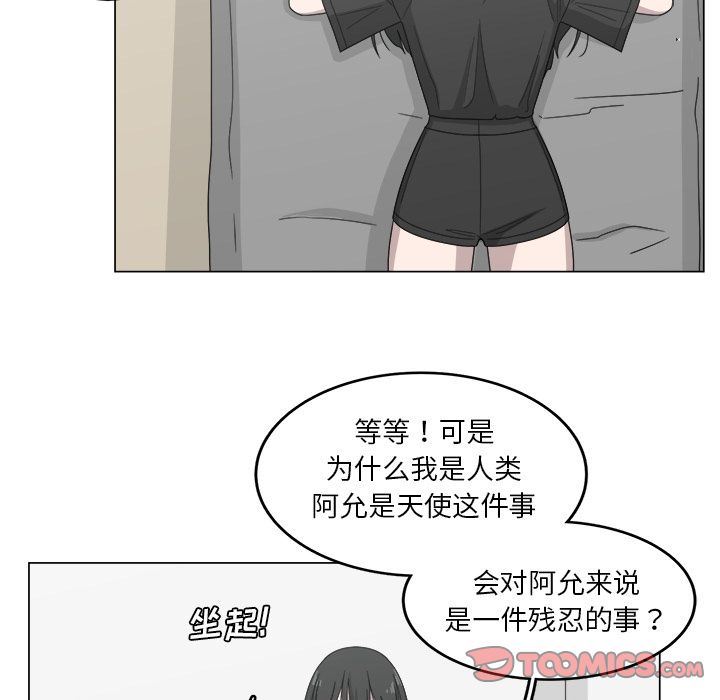 等等！可是
为什么我是人类
阿允是天使这件事
会对阿允来说
是一件残忍的事？
坐起!
TOOMICS.COM